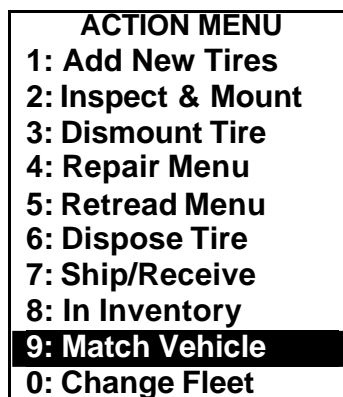 ACTION MENU
1: Add New Tires
2: Inspect & Mount
3: Dismount Tire
4: Repair Menu
5: Retread Menu
6: Dispose Tire
7: Ship/Receive
8: In Inventory
9: Match Vehicle
0: Change Fleet